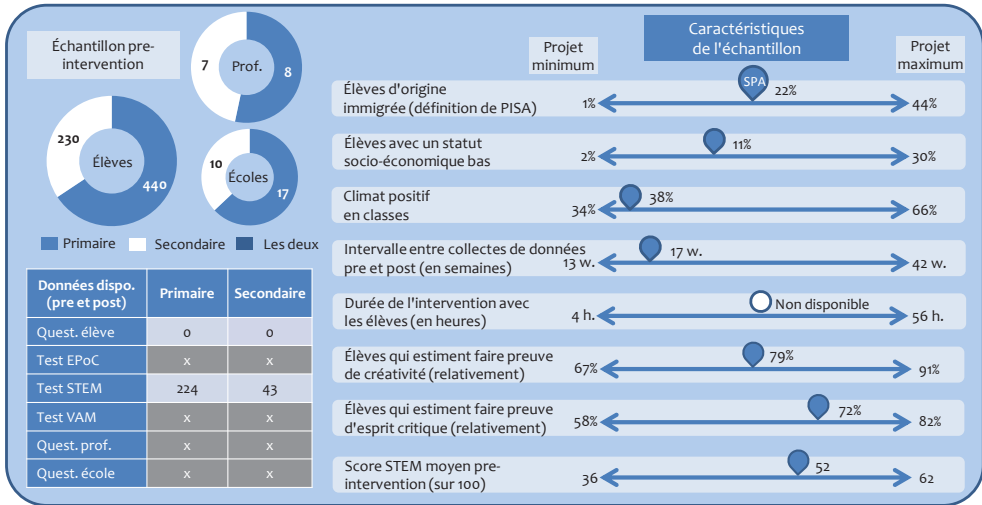 Échantillon pre-
intervention
7
Prof.
8
230
Élèves
440
10
Écoles
17
Primaire
Secondaire
Les deux
Données dispo.
(pre et post)
Primaire
Secondaire
Quest. élève
0
0
Test EPoC
x
x
Test STEM
224
43
Test VAM
x
x
Quest. prof.
x
x
Quest. école
x
x
Projet
minimum
Caractéristiques
de l'échantillon
Projet
maximum
Élèves d'origine
immigrée (définition de PISA)
1%
SPA
22%
44%
Élèves avec un statut
socio-économique bas
2%
11%
30%
Climat positif
en classes
34%
38%
66%
Intervalle entre collectes de données
pre et post (en semaines)
13 w.
17 w.
42 w.
Durée de l'intervention avec
les élèves (en heures)
4 h.
Non disponible
56 h.
Élèves qui estiment faire preuve
de créativité (relativement)
67%
79%
91%
Élèves qui estiment faire preuve
d'esprit critique (relativement)
58%
72%
82%
Score STEM moyen pre-
intervention (sur 100)
36
52
62